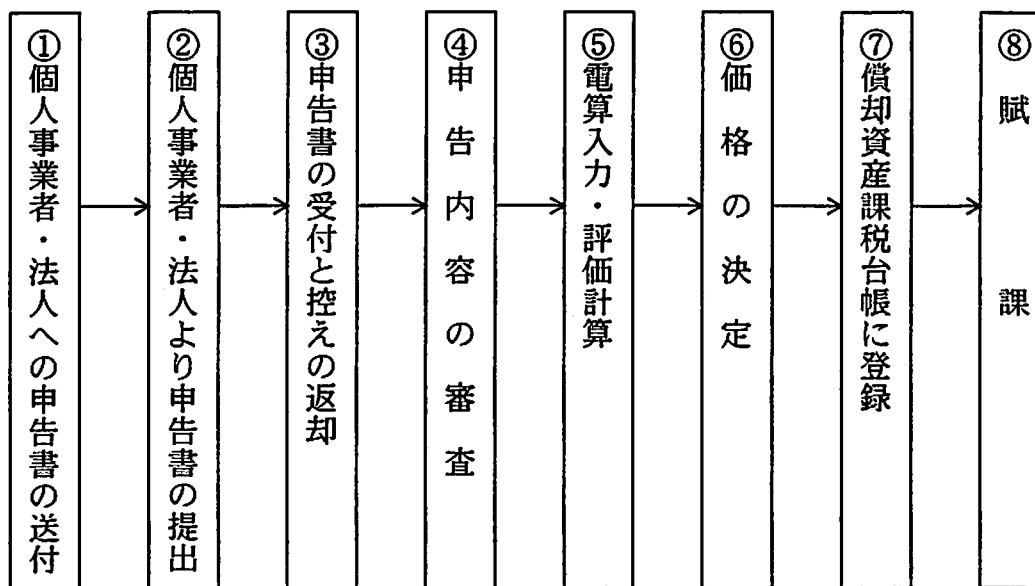 ①個人事業者・法人への申告書の送付
②個人事業者・法人より申告書の提出
③申告書の受付と控えの返却
④申告内容の審査
⑤電算入力・評価計算
⑥価格の決定
⑦償却資産課税台帳に登録
⑧賦課